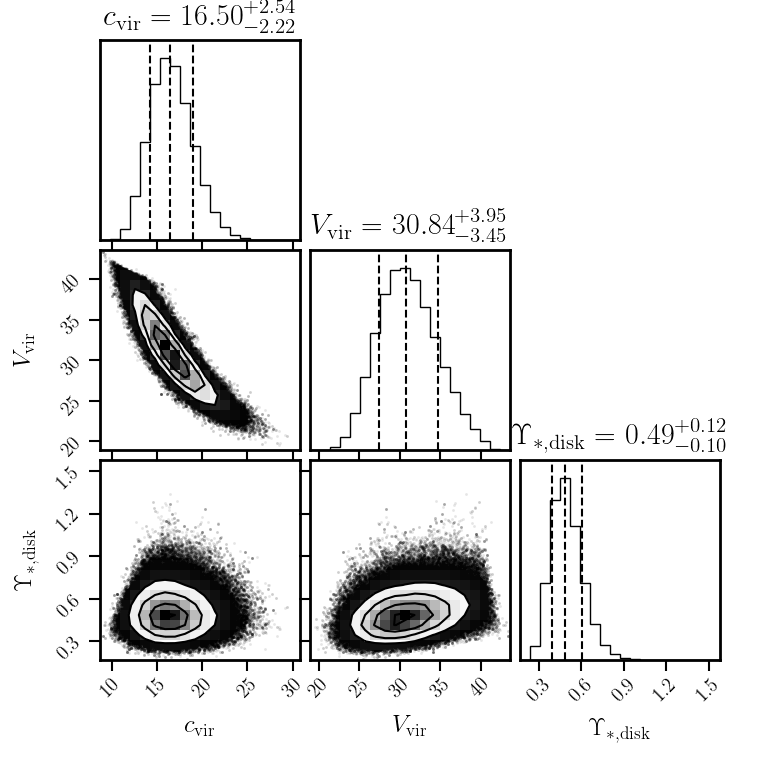 c_vir = 16.50^{+2.54}_{−2.22}
V_vir = 30.84^{+3.95}_{−3.45}
40
35
30
25
20
V_vir
Υ_{*,disk} = 0.49^{+0.12}_{−0.10}
1.5
1.2
0.9
0.6
0.3
Υ_{*,disk}
10 15 20 25 30 20 25 30 35 40 0.3 0.6 0.9 1.2 1.5
c_vir V_vir Υ_{*,disk}